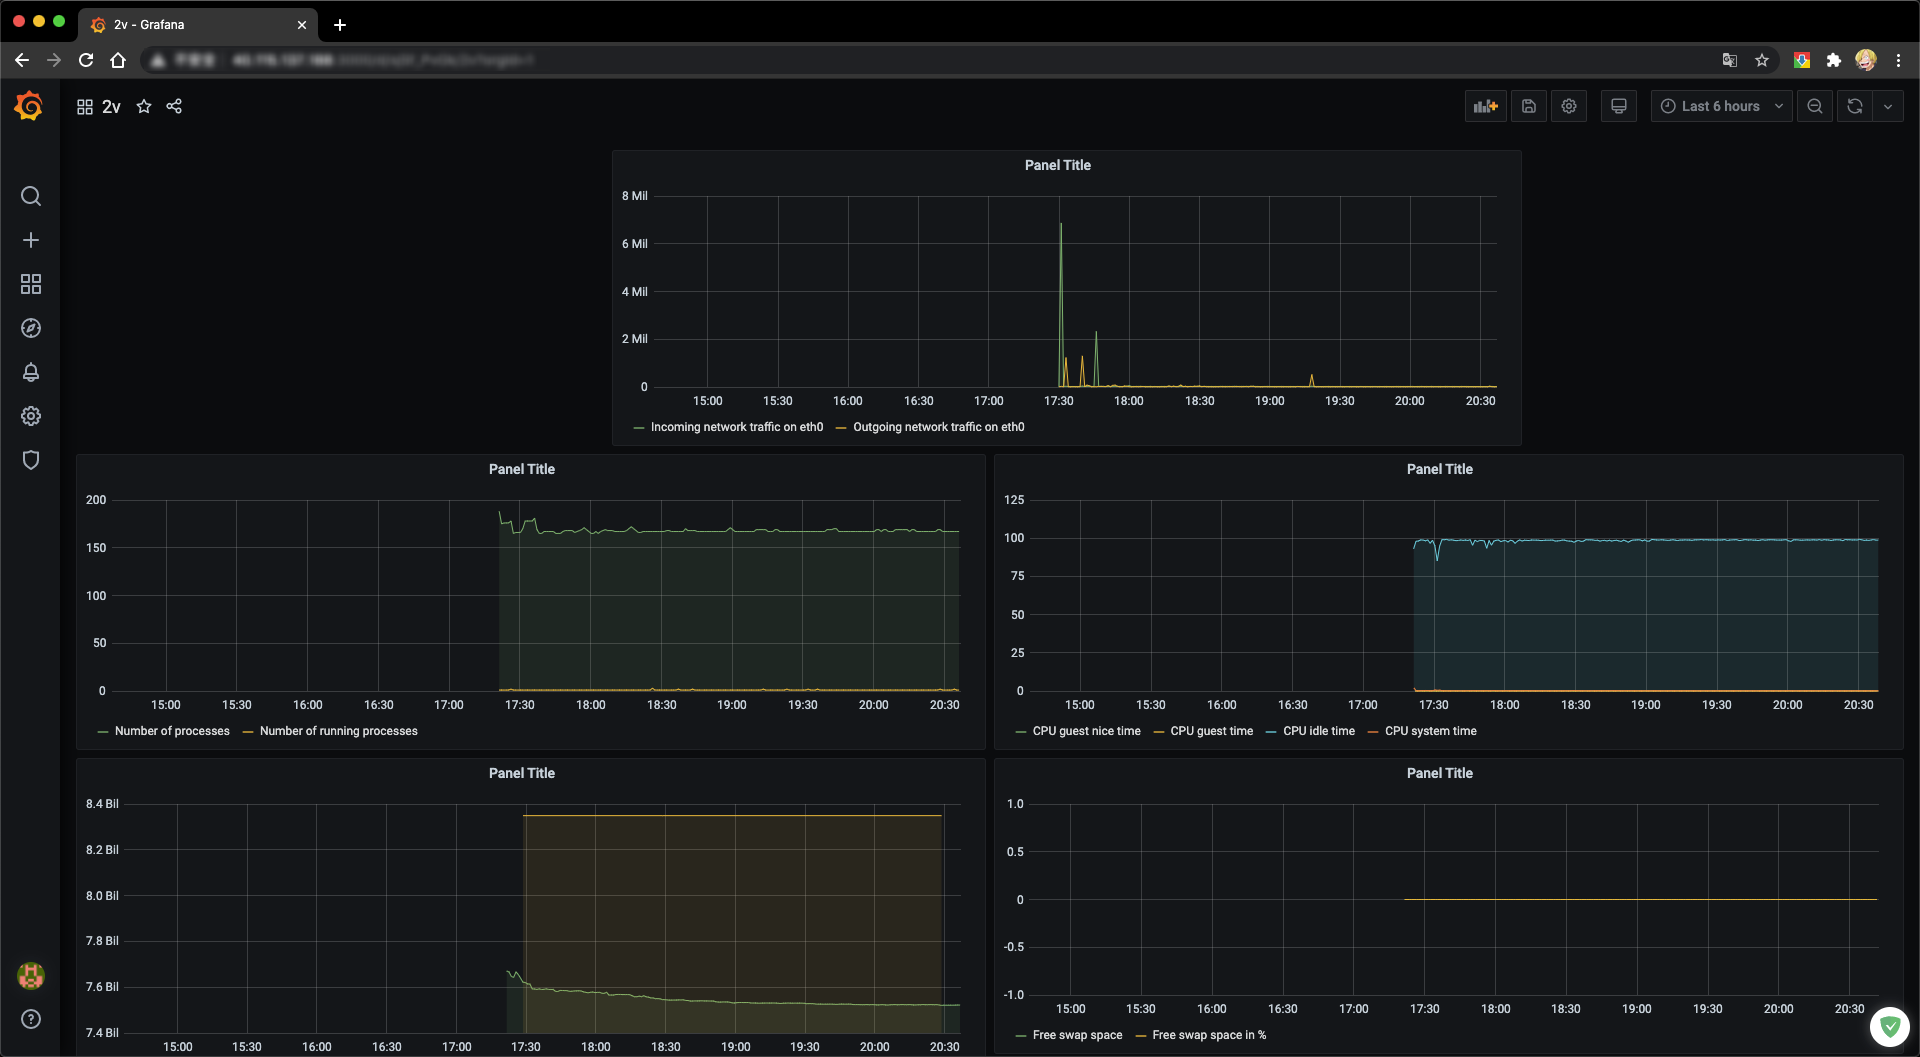 2v - Grafana
2v
Last 6 hours
Panel Title
8 Mil
6 Mil
4 Mil
2 Mil
0
15:00 15:30 16:00 16:30 17:00 17:30 18:00 18:30 19:00 19:30 20:00 20:30
Incoming network traffic on eth0 Outgoing network traffic on eth0
Panel Title
200
150
100
50
0
15:00 15:30 16:00 16:30 17:00 17:30 18:00 18:30 19:00 19:30 20:00 20:30
Number of processes Number of running processes
Panel Title
125
100
75
50
25
0
15:00 15:30 16:00 16:30 17:00 17:30 18:00 18:30 19:00 19:30 20:00 20:30
CPU guest nice time CPU guest time CPU idle time CPU system time
Panel Title
8.4 Bil
8.2 Bil
8.0 Bil
7.8 Bil
7.6 Bil
7.4 Bil
15:00 15:30 16:00 16:30 17:00 17:30 18:00 18:30 19:00 19:30 20:00 20:30
Panel Title
1.0
0.5
0
-0.5
-1.0
15:00 15:30 16:00 16:30 17:00 17:30 18:00 18:30 19:00 19:30 20:00 20:30
Free swap space Free swap space in %